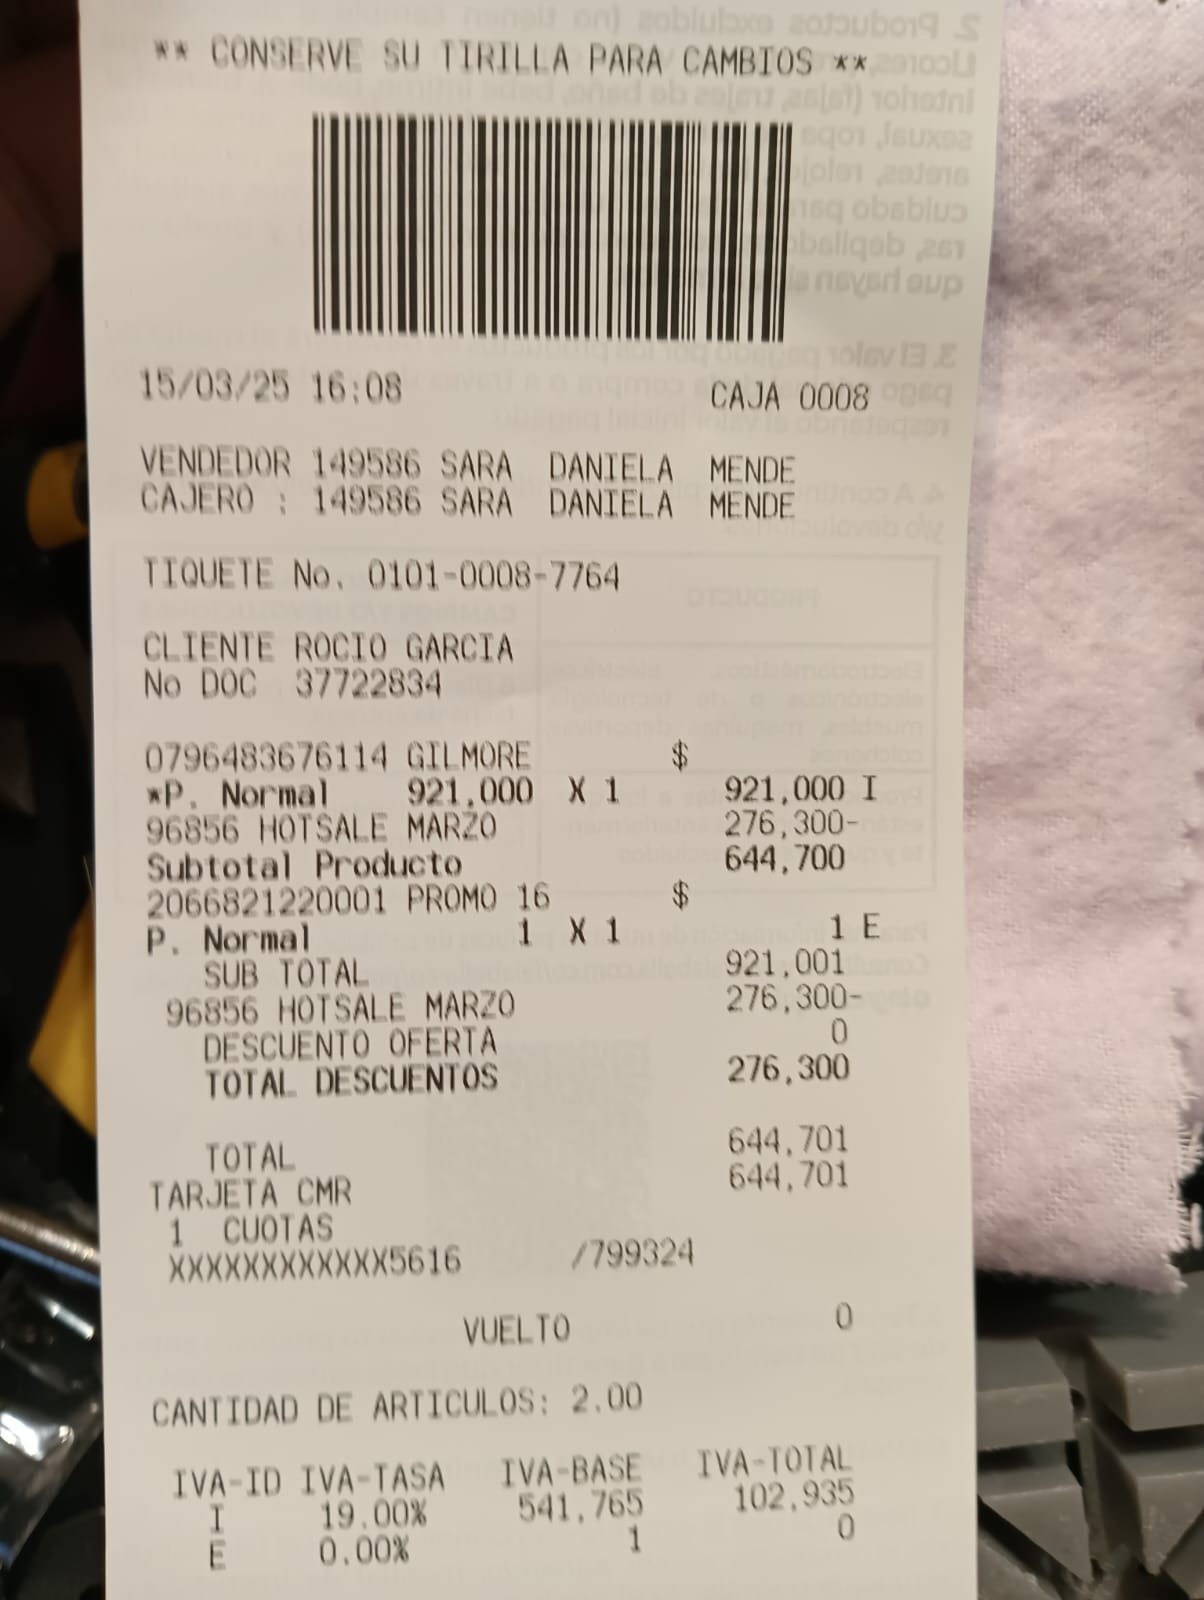 ** CONSERVE SU TIRILLA PARA CAMBIOS **
15/03/25 16:08 CAJA 0008
VENDEDOR 149586 SARA DANIELA MENDE
CAJERO : 149586 SARA DANIELA MENDE
TIQUETE No. 0101-0008-7764
CLIENTE ROCIO GARCIA
No DOC 37722834
0796483676114 GILMORE $
*P. Normal 921,000 X 1 921,000 I
96856 HOTSALE MARZO 276,300-
Subtotal Producto 644,700
2066821220001 PROMO 16 $
P. Normal 1 X 1 1 E
SUB TOTAL 921,001
96856 HOTSALE MARZO 276,300-
DESCUENTO OFERTA 0
TOTAL DESCUENTOS 276,300
TOTAL 644,701
TARJETA CMR 644,701
1 CUOTAS
XXXXXXXXXXXX5616 /799324
VUELTO 0
CANTIDAD DE ARTICULOS: 2.00
IVA-ID IVA-TASA IVA-BASE IVA-TOTAL
I 19.00% 541,765 102,935
E 0.00% 1 0